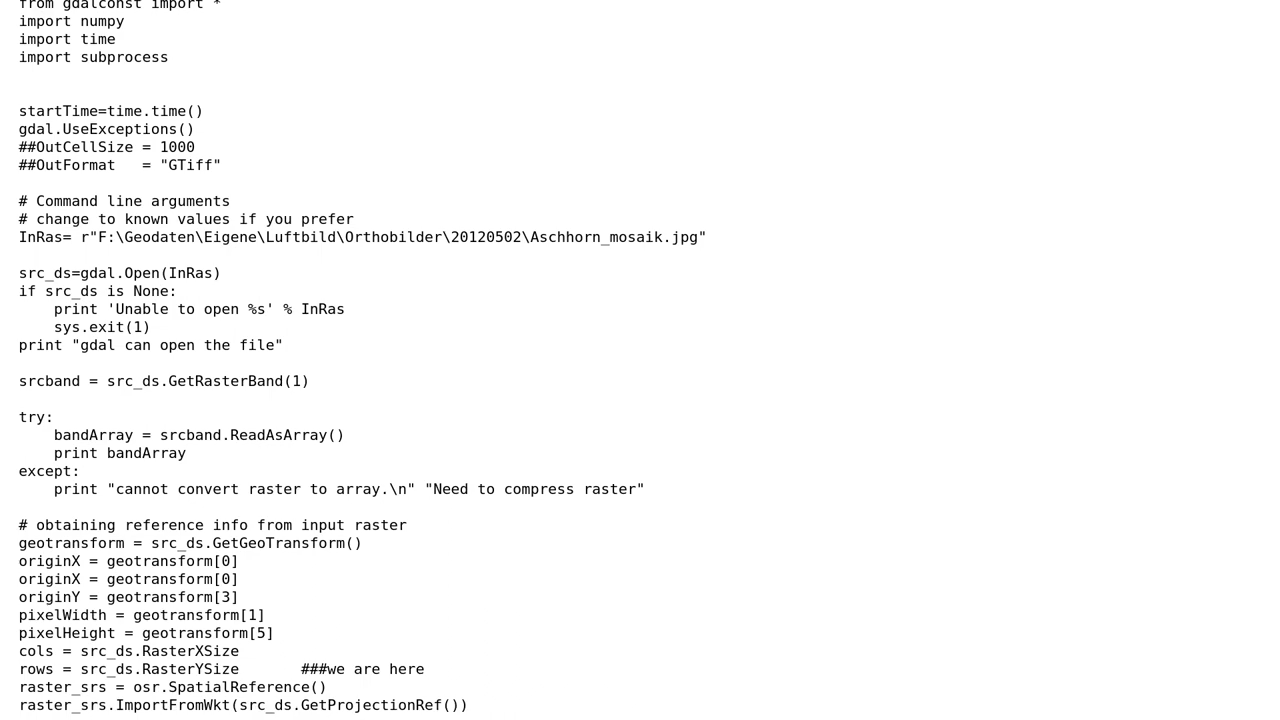 from gdalconst import *
import numpy
import time
import subprocess
startTime=time.time()
gdal.UseExceptions()
##OutCellSize = 1000
##OutFormat   = "GTiff"
# Command line arguments
# change to known values if you prefer
InRas= r"F:\Geodaten\Eigene\Luftbild\Orthobilder\20120502\Aschhorn_mosaik.jpg"
src_ds=gdal.Open(InRas)
if src_ds is None:
    print 'Unable to open %s' % InRas
    sys.exit(1)
print "gdal can open the file"
srcband = src_ds.GetRasterBand(1)
try:
    bandArray = srcband.ReadAsArray()
    print bandArray
except:
    print "cannot convert raster to array.\n" "Need to compress raster"
# obtaining reference info from input raster
geotransform = src_ds.GetGeoTransform()
originX = geotransform[0]
originX = geotransform[0]
originY = geotransform[3]
pixelWidth = geotransform[1]
pixelHeight = geotransform[5]
cols = src_ds.RasterXSize
rows = src_ds.RasterYSize       ###we are here
raster_srs = osr.SpatialReference()
raster_srs.ImportFromWkt(src_ds.GetProjectionRef())